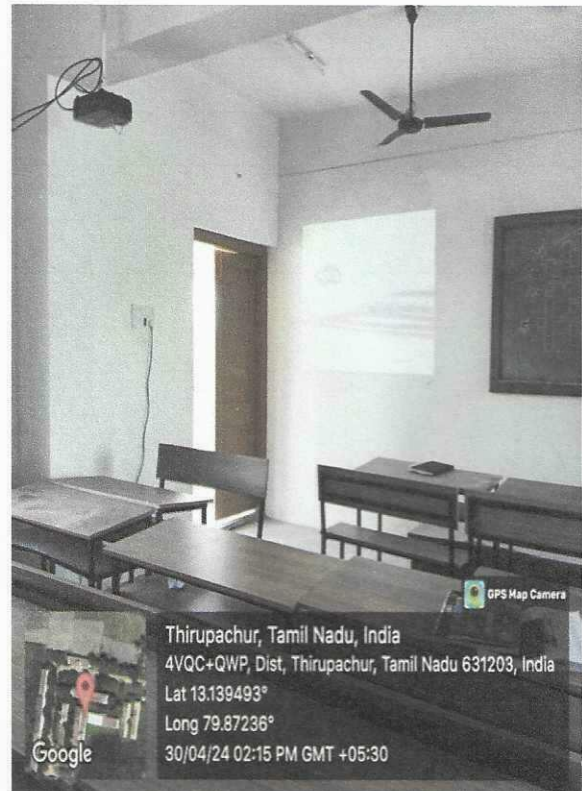 GPS Map Camera
Thirupachur, Tamil Nadu, India
4VQC+QWP, Dist, Thirupachur, Tamil Nadu 631203, India
Lat 13.139493°
Long 79.87236°
30/04/24 02:15 PM GMT +05:30
Google